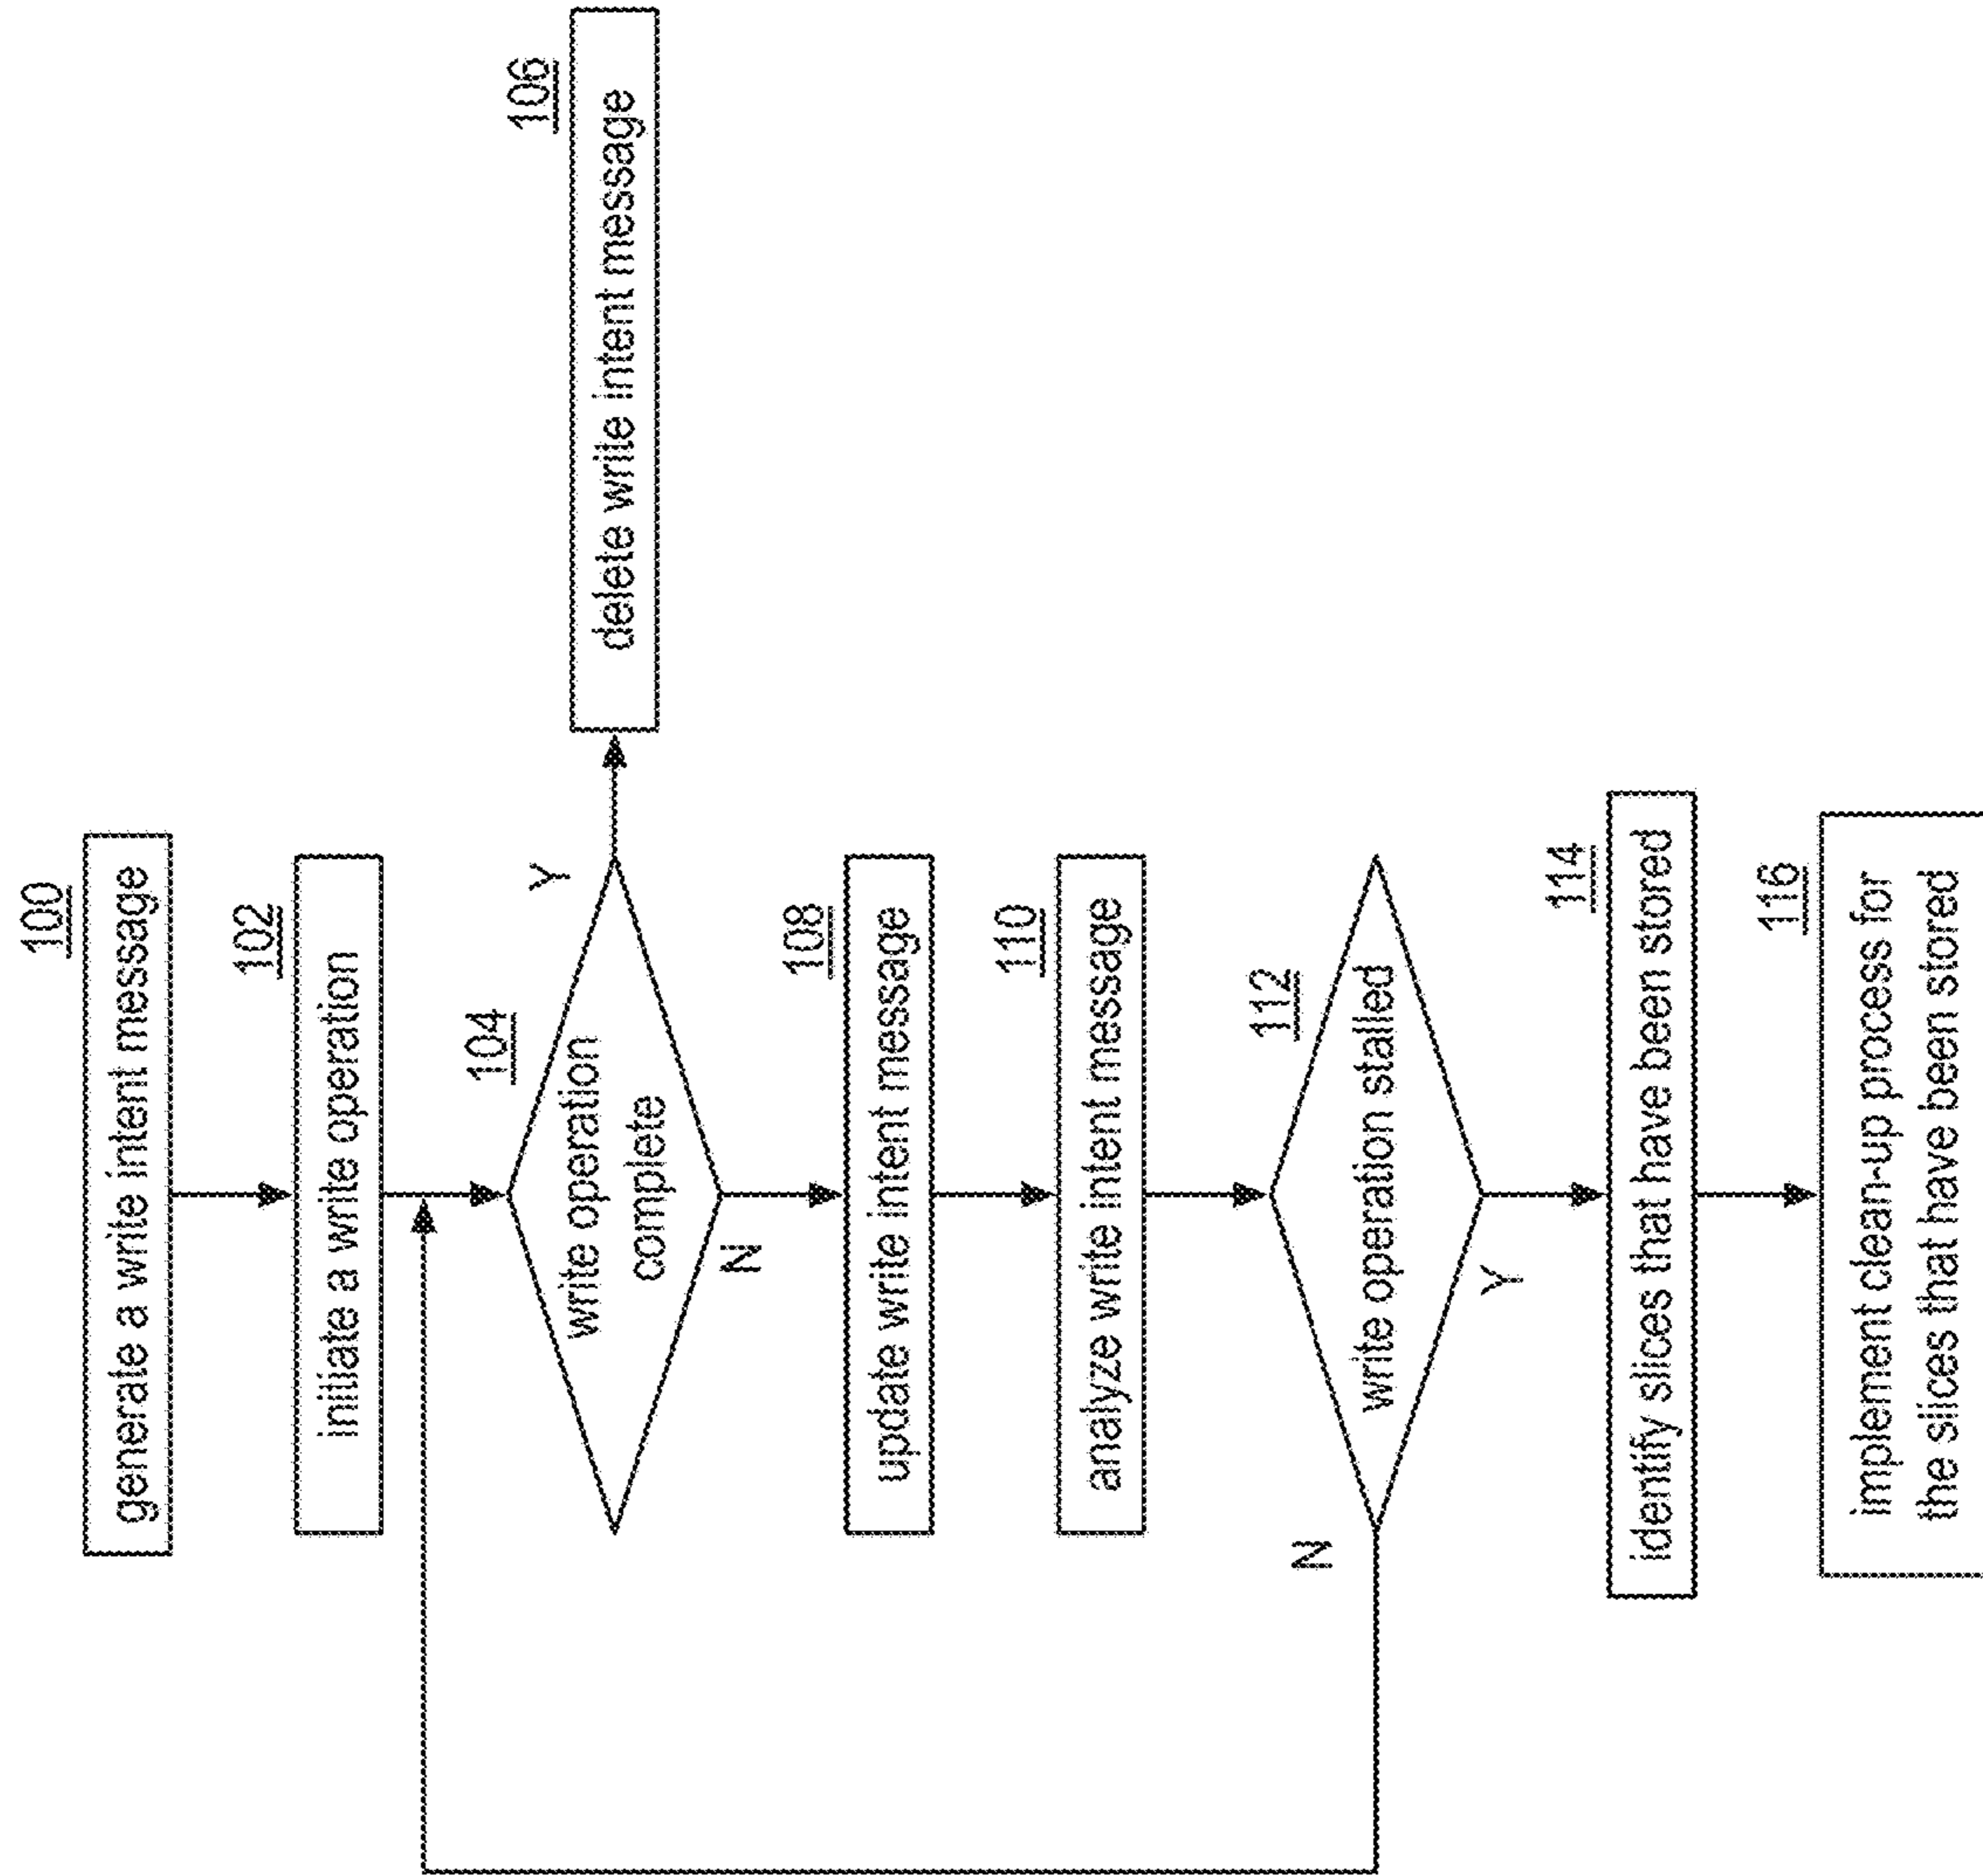 100
generate a write intent message
102
initiate a write operation
104
write operation
complete
Y
N
106
delete write intent message
108
update write intent message
110
analyze write intent message
112
write operation stalled
N
Y
114
identify slices that have been stored
116
implement clean-up process for
the slices that have been stored